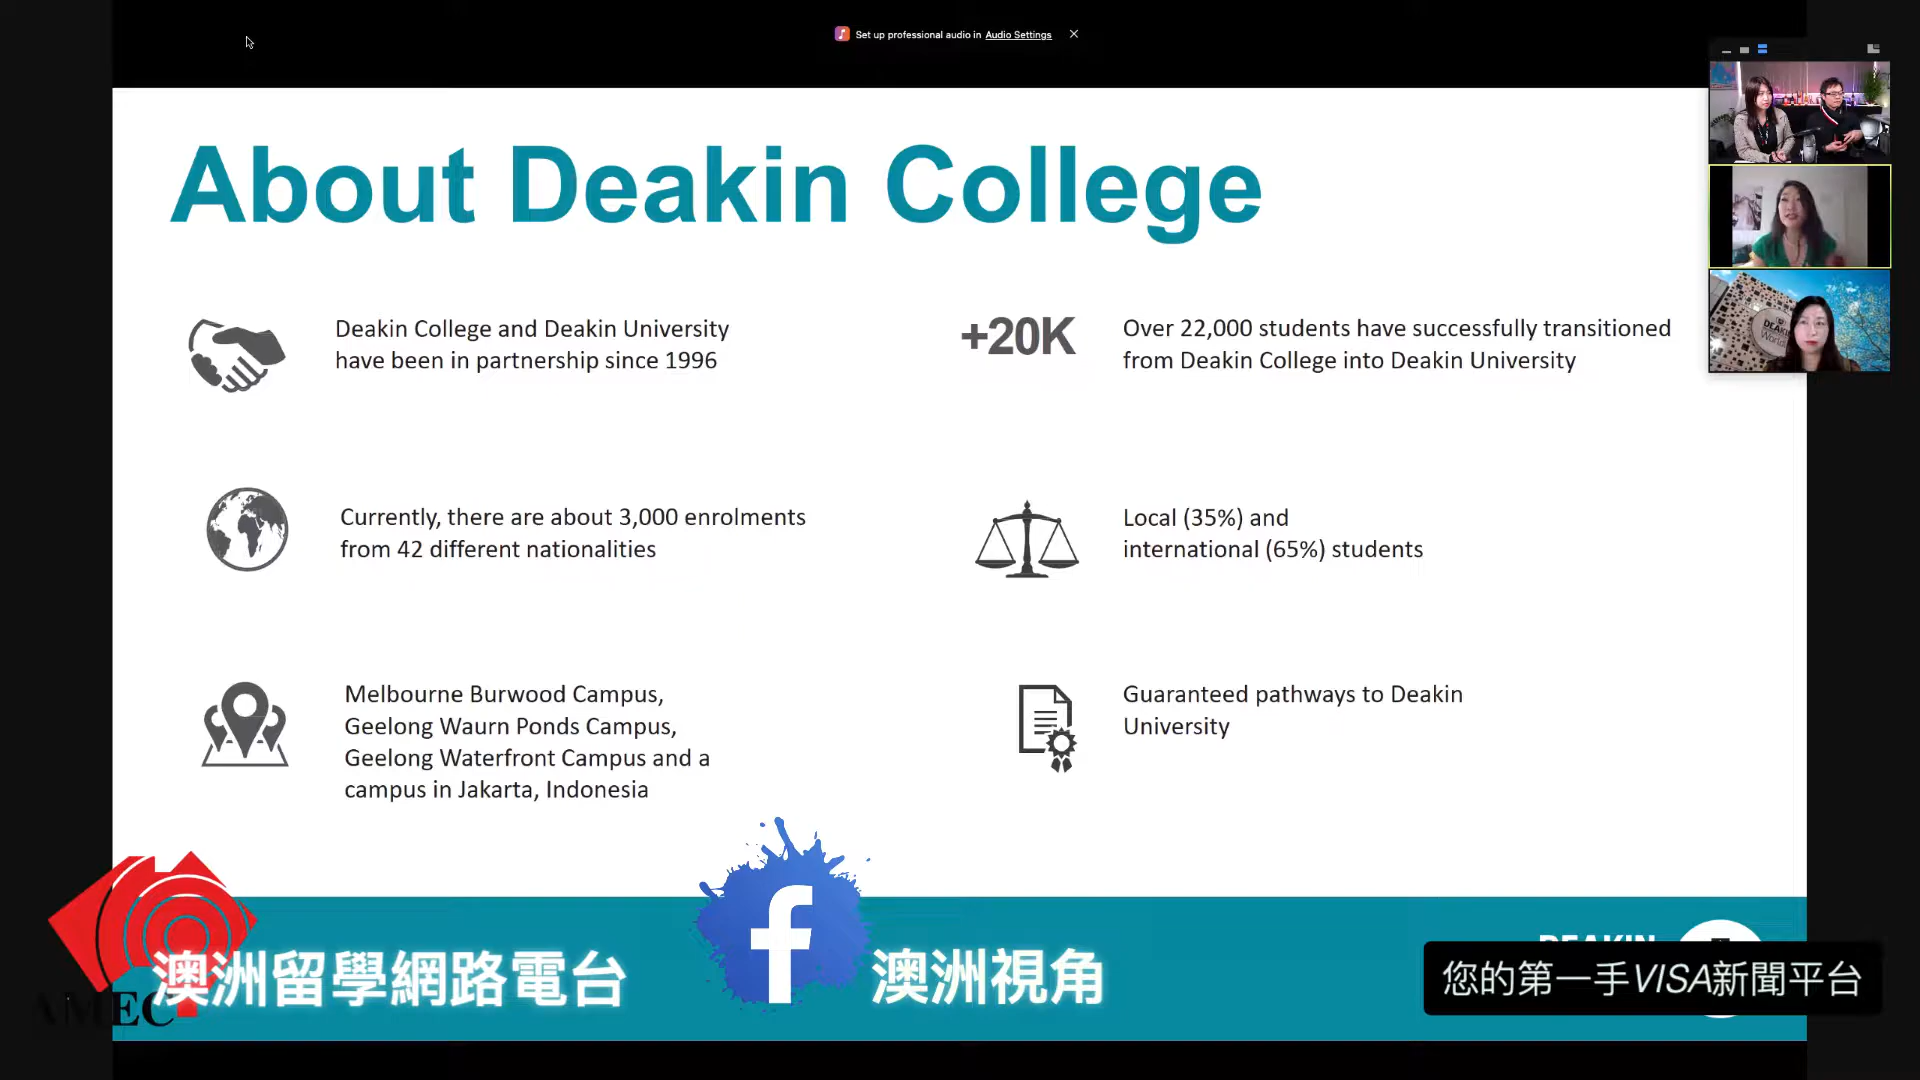 Set up professional audio in Audio Settings
About Deakin College
Deakin College and Deakin University
have been in partnership since 1996
+20K
Over 22,000 students have successfully transitioned
from Deakin College into Deakin University
Currently, there are about 3,000 enrolments
from 42 different nationalities
Local (35%) and
international (65%) students
Melbourne Burwood Campus,
Geelong Waurn Ponds Campus,
Geelong Waterfront Campus and a
campus in Jakarta, Indonesia
Guaranteed pathways to Deakin
University
AMEC
澳洲留學網路電台
f
澳洲視角
DEAKIN
您的第一手VISA新聞平台